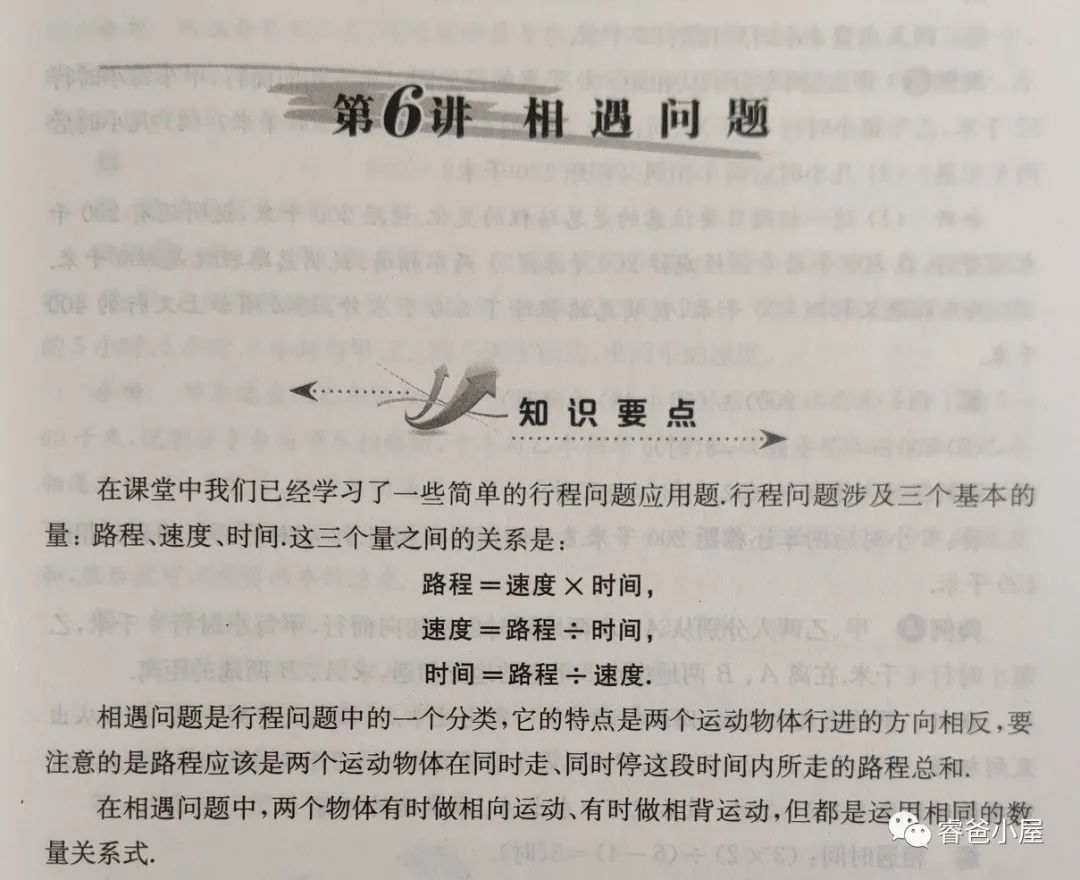 第6讲 相遇问题
知识要点
在课堂中我们已经学习了一些简单的行程问题应用题.行程问题涉及三个基本的
量:路程、速度、时间.这三个量之间的关系是:
路程=速度×时间,
速度=路程÷时间,
时间=路程÷速度.
相遇问题是行程问题中的一个分类,它的特点是两个运动物体行进的方向相反,要
注意的是路程应该是两个运动物体在同时走、同时停这段时间内所走的路程总和.
在相遇问题中,两个物体有时做相向运动、有时做相背运动,但都是运用相同的数
量关系式.
睿爸小屋